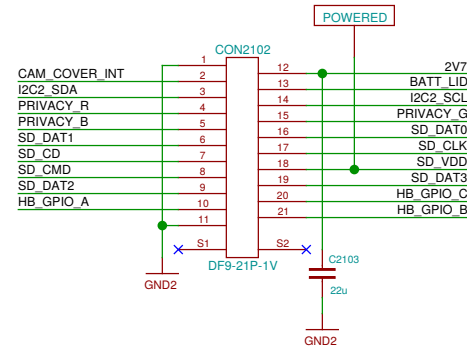 POWERED
CON2102
1
12
2V7
CAM_COVER_INT
2
13
BATT_LID
I2C2_SDA
3
14
I2C2_SCL
PRIVACY_R
4
15
PRIVACY_G
PRIVACY_B
5
16
SD_DAT0
SD_DAT1
6
17
SD_CLK
SD_CD
7
18
SD_VDD
SD_CMD
8
19
SD_DAT3
SD_DAT2
9
20
HB_GPIO_C
HB_GPIO_A
10
21
HB_GPIO_B
11
S1
S2
DF9-21P-1V
C2103
22u
GND2
GND2